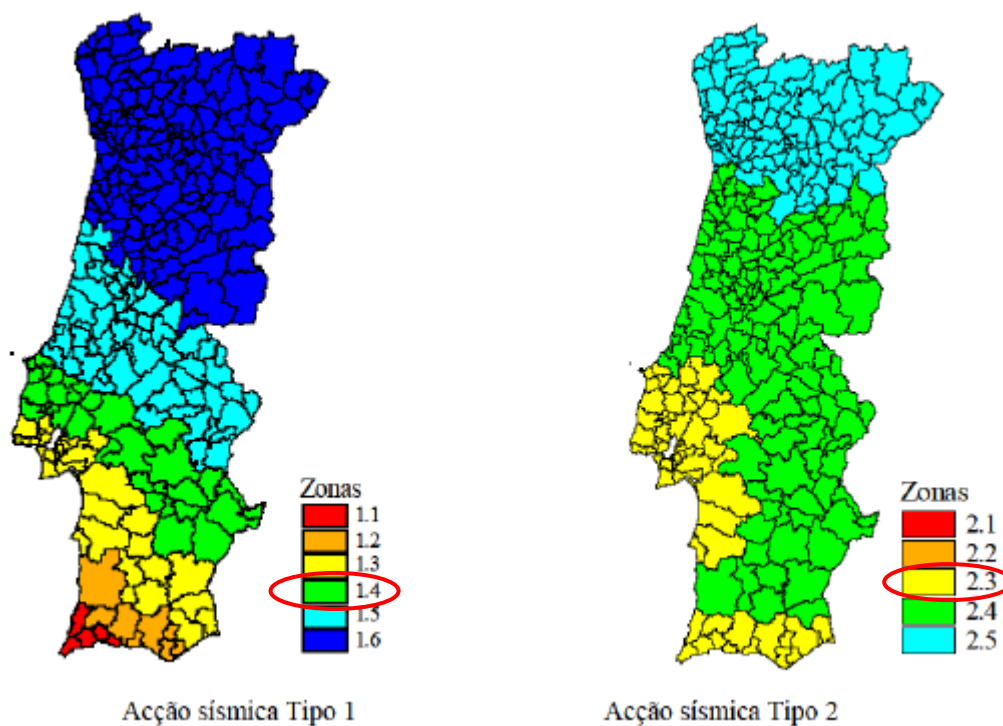 Zonas
1.1
1.2
1.3
1.4
1.5
1.6
Acção sísmica Tipo 1
Zonas
2.1
2.2
2.3
2.4
2.5
Acção sísmica Tipo 2